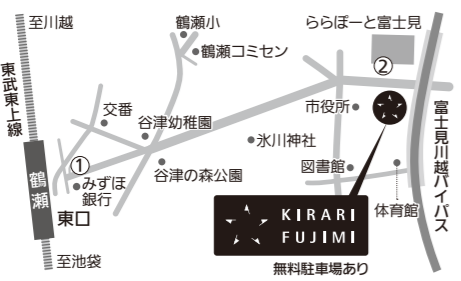 至川越
鶴瀬小
ららぽーと富士見
鶴瀬コミセン
②
東武東上線
交番
市役所
谷津幼稚園
富士見川越バイパス
氷川神社
①
鶴瀬
みずほ
銀行
谷津の森公園
図書館
東口
体育館
KIRARI
FUJIMI
至池袋
無料駐車場あり